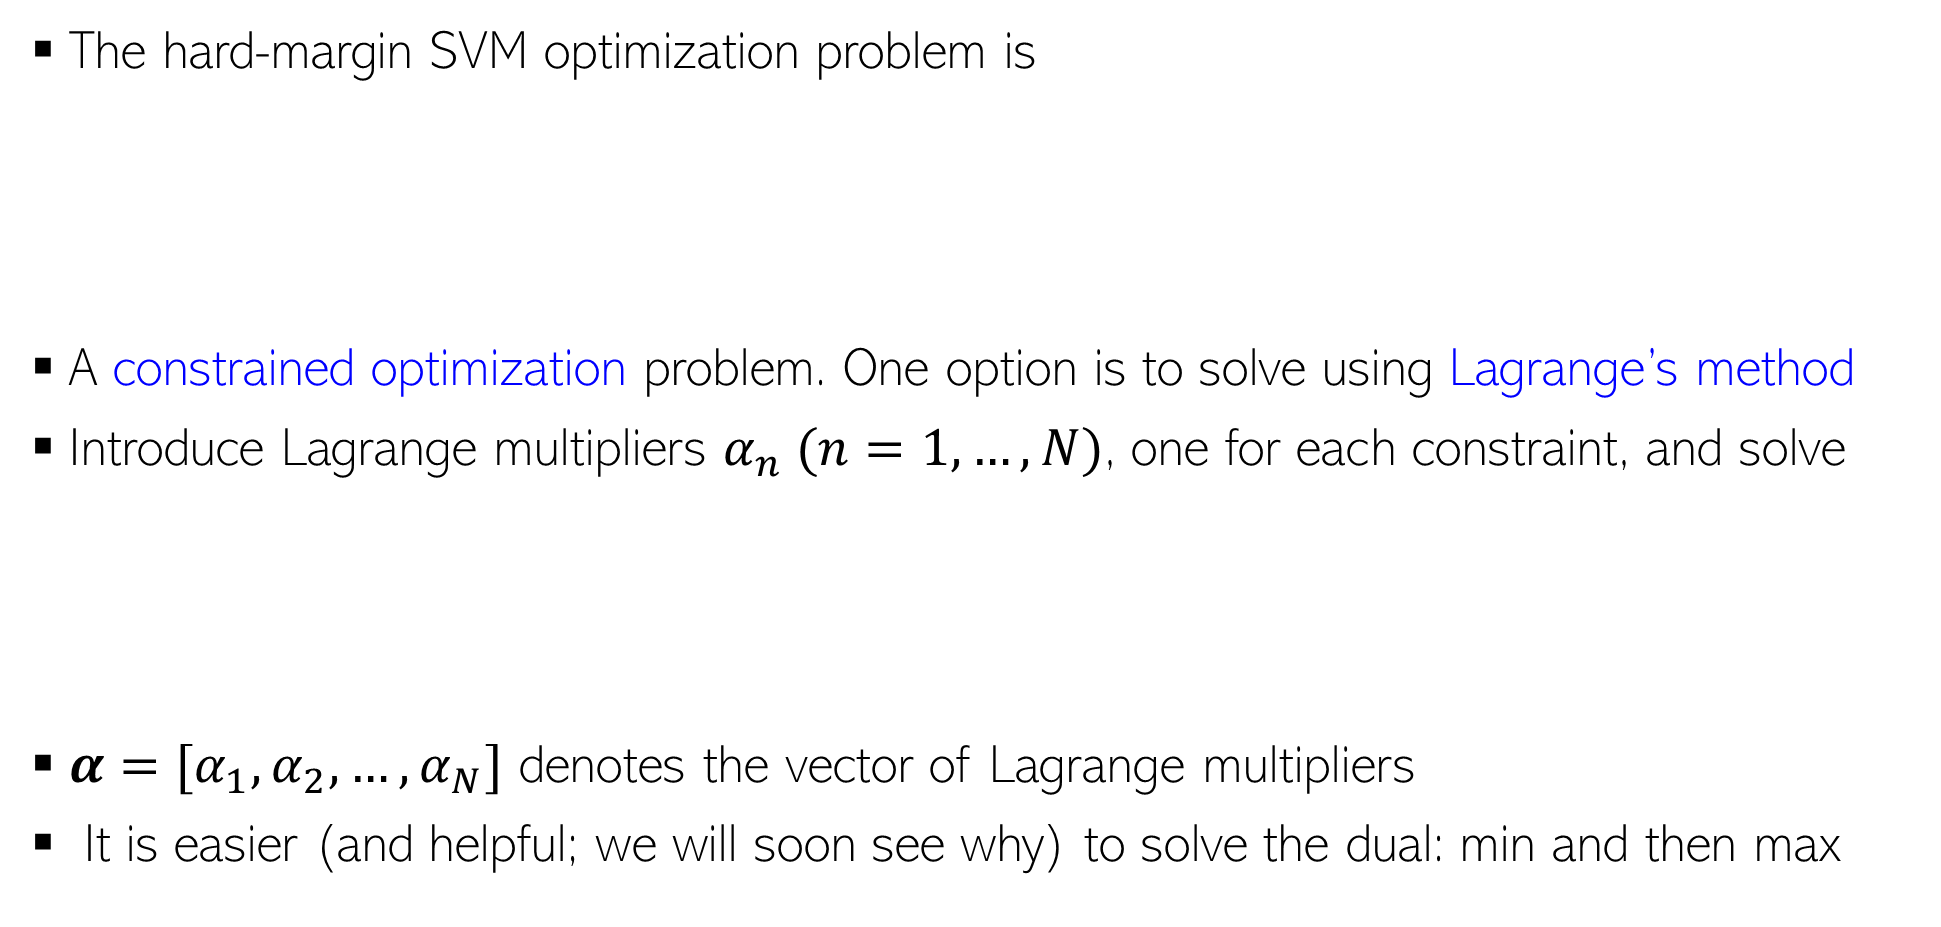 ▪ The hard-margin SVM optimization problem is
▪ A constrained optimization problem. One option is to solve using Lagrange’s method
▪ Introduce Lagrange multipliers αₙ (n = 1, … , N), one for each constraint, and solve
▪ α = [α₁, α₂, … , α_N] denotes the vector of Lagrange multipliers
▪ It is easier (and helpful; we will soon see why) to solve the dual: min and then max